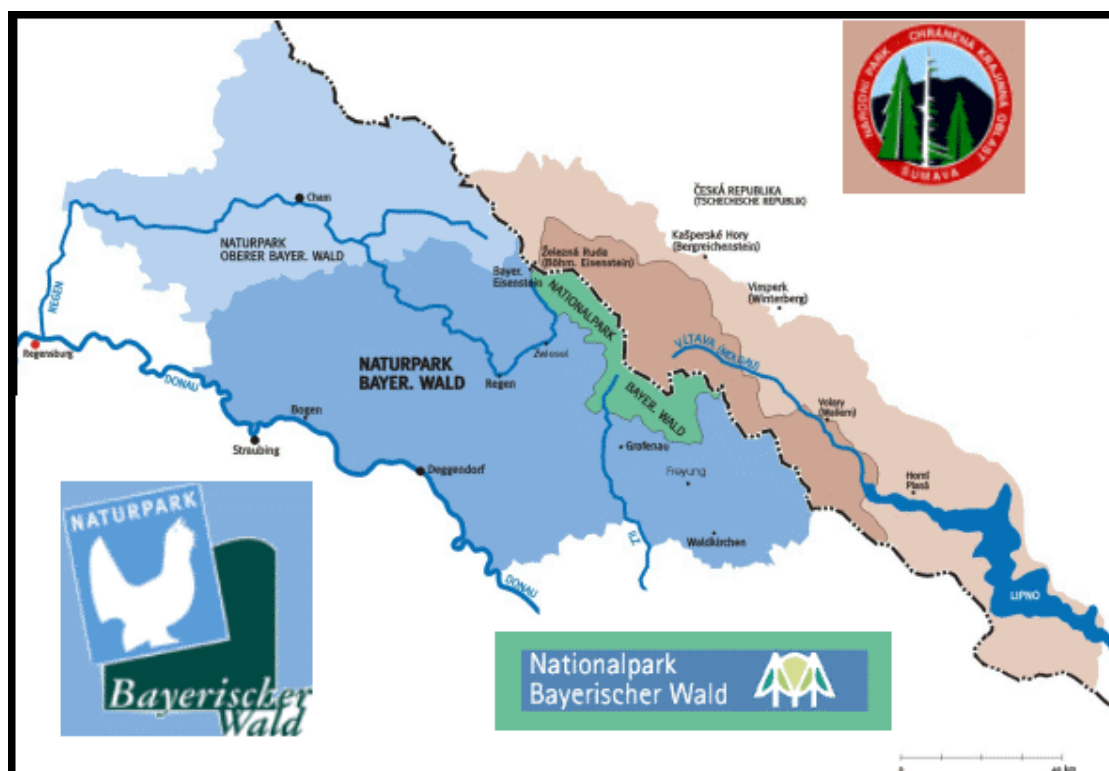 NÁRODNÍ PARK CHRÁNĚNÁ KRAJINNÁ OBLAST
ŠUMAVA
ČESKÁ REPUBLIKA
(TSCHECHISCHE REPUBLIK)
Cham
Kašperské Hory
(Bergreichenstein)
NATURPARK
OBERER BAYER. WALD
Železná Ruda
(Böhm. Eisenstein)
Bayer.
Eisenstein
Vimperk
(Winterberg)
REGEN
NATIONALPARK
BAYER. WALD
VLTAVA (MOLDAU)
Regensburg
Zwiesel
NATURPARK
BAYER. WALD
Regen
DONAU
Bogen
Volary
(Wallern)
Straubing
Grafenau
Deggendorf
Freyung
Horní
Planá
NATURPARK
Waldkirchen
ILZ
DONAU
LIPNO
Nationalpark
Bayerischer Wald
Bayerischer
Wald
0
40 km